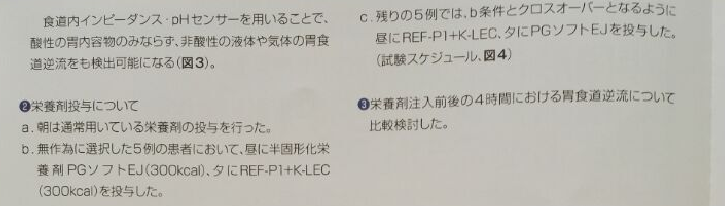 食道内インピーダンス・pHセンサーを用いることで、
酸性の胃内容物のみならず、非酸性の液体や気体の胃食
道逆流をも検出可能になる(図3)。
❷栄養剤投与について
a.朝は通常用いている栄養剤の投与を行った。
b.無作為に選択した5例の患者において、昼に半固形化栄
養剤PGソフトEJ(300kcal)、夕にREF-P1+K-LEC
(300kcal)を投与した。
c.残りの5例では、b条件とクロスオーバーとなるように
昼にREF-P1+K-LEC、夕にPGソフトEJを投与した。
(試験スケジュール、図4)
❸栄養剤注入前後の4時間における胃食道逆流について
比較検討した。